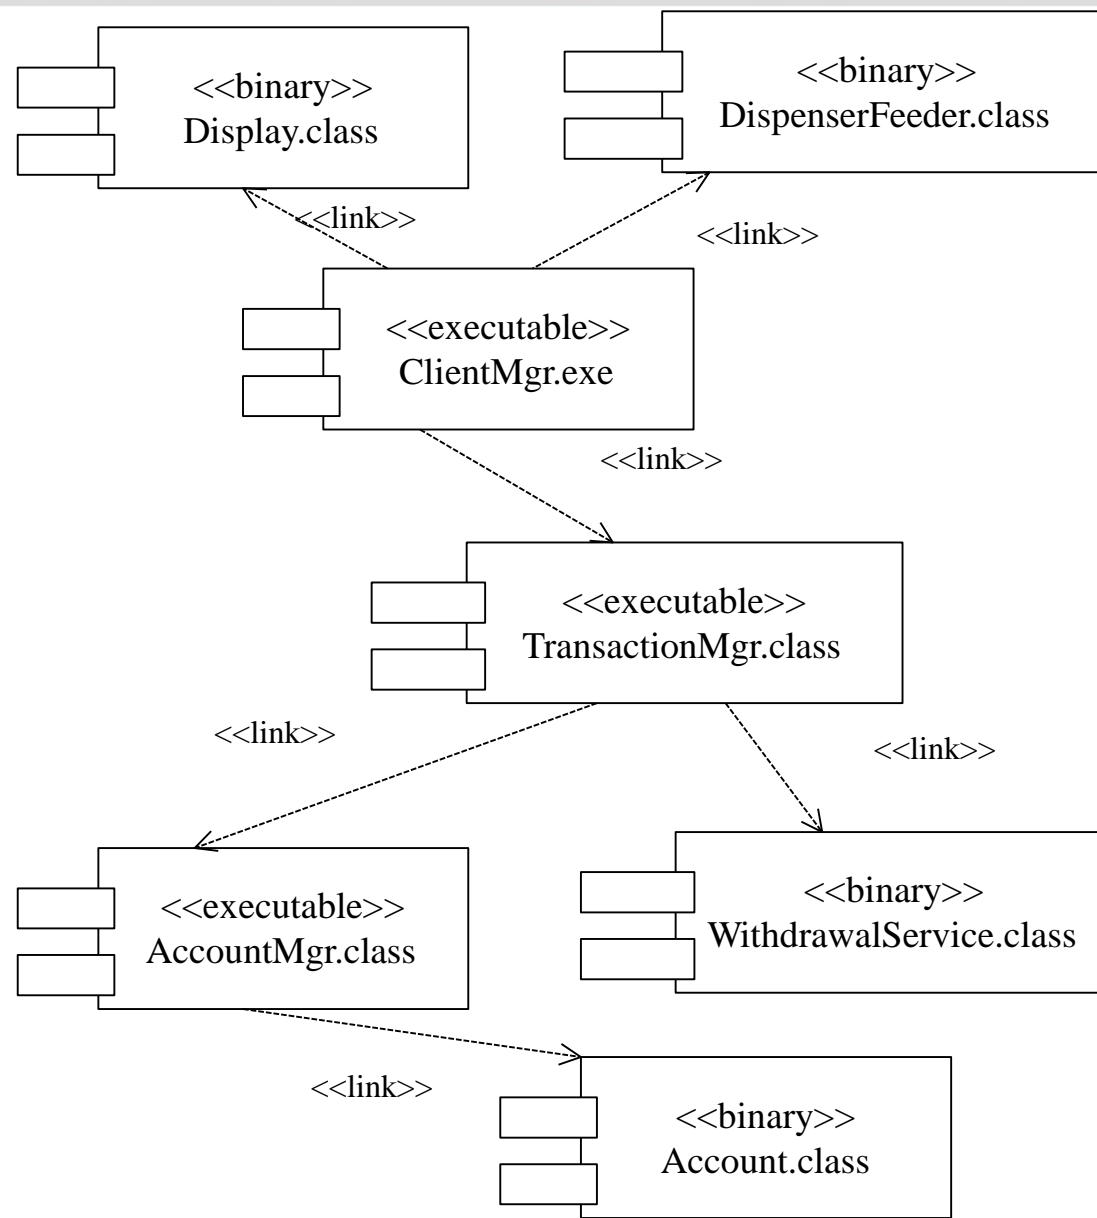 <<binary>>
Display.class
<<binary>>
DispenserFeeder.class
<<link>>
<<link>>
<<executable>>
ClientMgr.exe
<<link>>
<<executable>>
TransactionMgr.class
<<link>>
<<link>>
<<executable>>
AccountMgr.class
<<binary>>
WithdrawalService.class
<<link>>
<<binary>>
Account.class